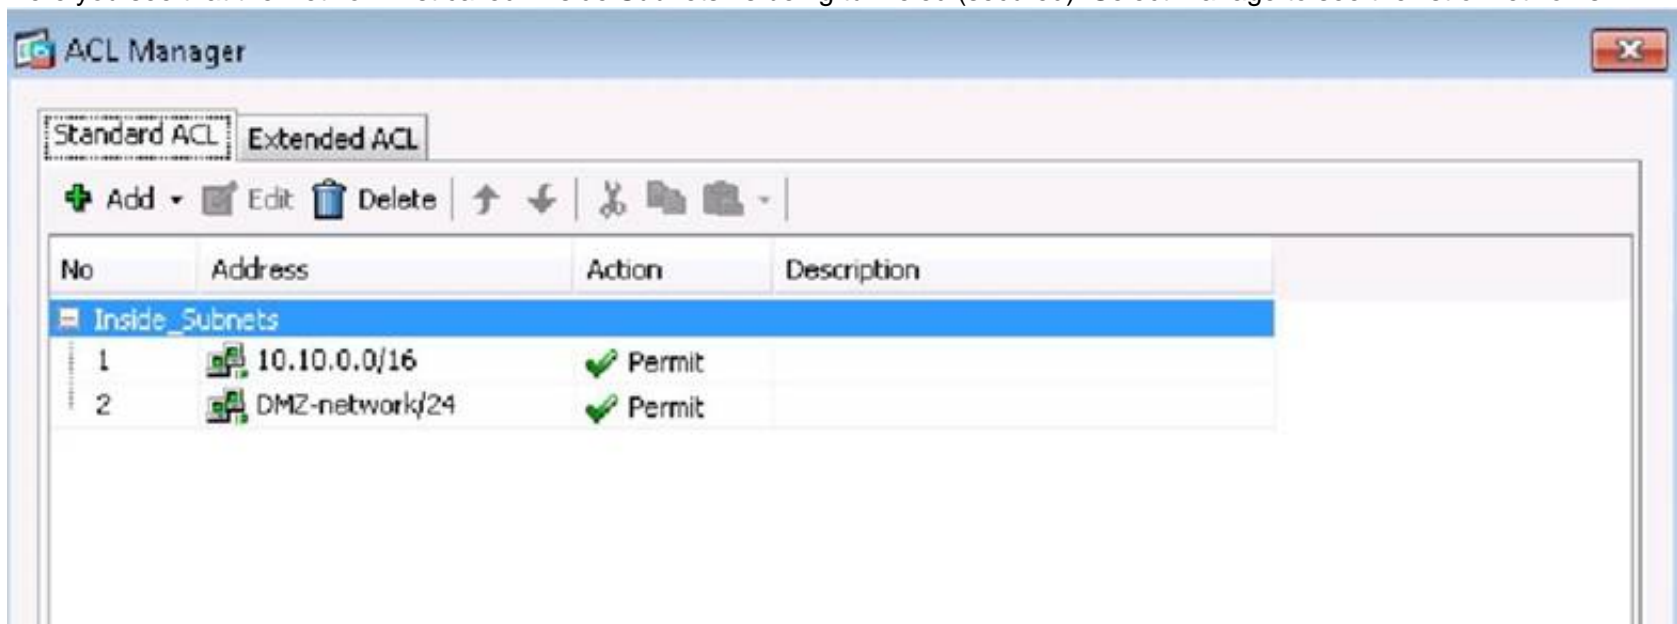 ACL Manager
Standard ACL Extended ACL
Add Edit Delete
No Address Action Description
Inside_Subnets
1 10.10.0.0/16 Permit
2 DMZ-network/24 Permit